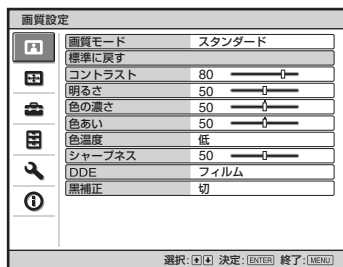 画質設定
画質モード スタンダード
標準に戻す
コントラスト 80
明るさ 50
色の濃さ 50
色あい 50
色温度 低
シャープネス 50
DDE フィルム
黒補正 切
選択: 決定: ENTER 終了: MENU